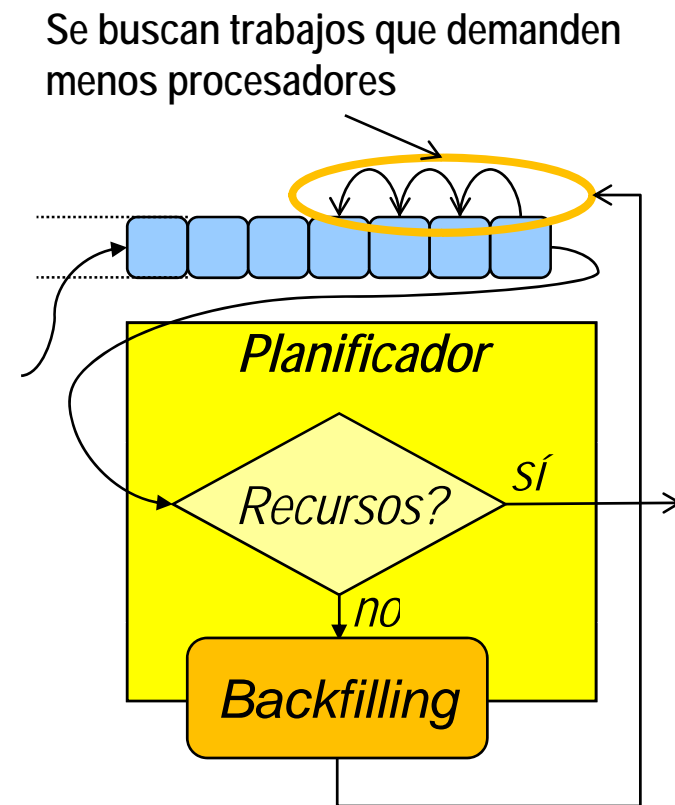 Se buscan trabajos que demanden
menos procesadores
Planificador
Recursos?
sí
no
Backfilling